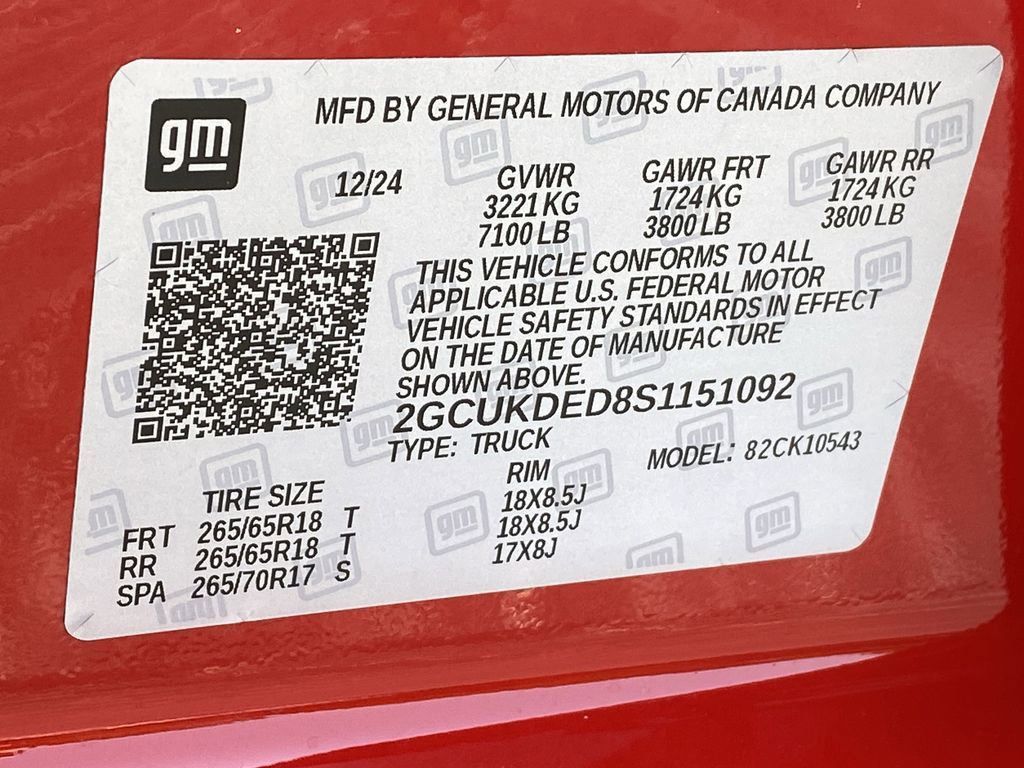 gm
MFD BY GENERAL MOTORS OF CANADA COMPANY
12/24 GVWR GAWR FRT GAWR RR
3221 KG 1724 KG 1724 KG
7100 LB 3800 LB 3800 LB
THIS VEHICLE CONFORMS TO ALL
APPLICABLE U.S. FEDERAL MOTOR
VEHICLE SAFETY STANDARDS IN EFFECT
ON THE DATE OF MANUFACTURE
SHOWN ABOVE.
2GCUKDED8S1151092
TYPE: TRUCK MODEL: 82CK10543
TIRE SIZE RIM
FRT 265/65R18 T 18X8.5J
RR 265/65R18 T 18X8.5J
SPA 265/70R17 S 17X8J